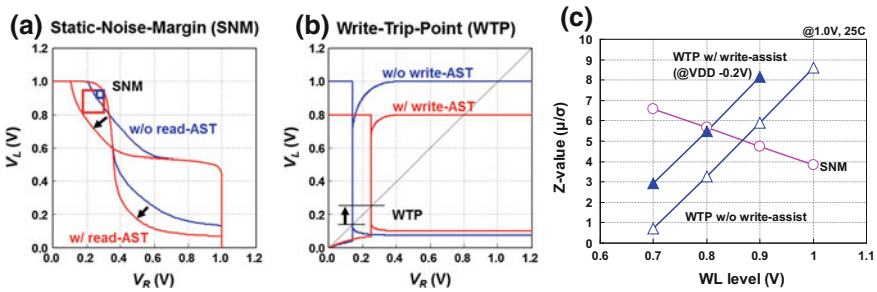 (a) Static-Noise-Margin (SNM)
1.2
1.0
0.8
0.6
0.4
0.2
0.0
V_L (V)
SNM
w/o read-AST
w/ read-AST
0.0 0.2 0.4 0.6 0.8 1.0 1.2
V_R (V)
(b) Write-Trip-Point (WTP)
1.2
1.0
0.8
0.6
0.4
0.2
0.0
V_L (V)
w/o write-AST
w/ write-AST
WTP
0.0 0.2 0.4 0.6 0.8 1.0 1.2
V_R (V)
(c)
@1.0V, 25C
10
9
8
7
6
5
4
3
2
1
0
Z-value (μ/σ)
WTP w/ write-assist
(@VDD -0.2V)
SNM
WTP w/o write-assist
0.6 0.7 0.8 0.9 1 1.1
WL level (V)